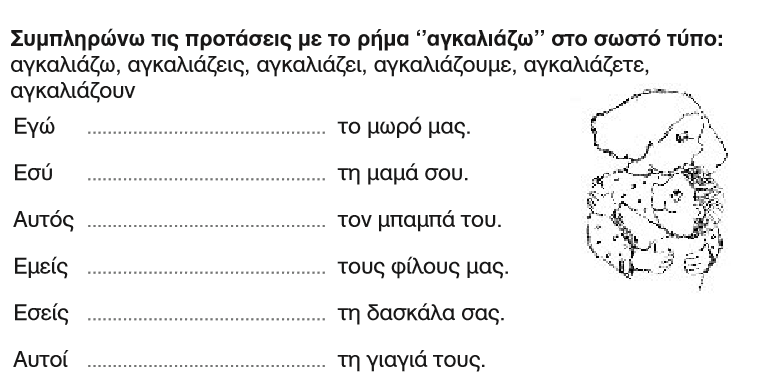 Συμπληρώνω τις προτάσεις με το ρήμα ‘’αγκαλιάζω’’ στο σωστό τύπο:
αγκαλιάζω, αγκαλιάζεις, αγκαλιάζει, αγκαλιάζουμε, αγκαλιάζετε,
αγκαλιάζουν
Εγώ ........................................... το μωρό μας.
Εσύ ........................................... τη μαμά σου.
Αυτός ........................................... τον μπαμπά του.
Εμείς ........................................... τους φίλους μας.
Εσείς ........................................... τη δασκάλα σας.
Αυτοί ........................................... τη γιαγιά τους.